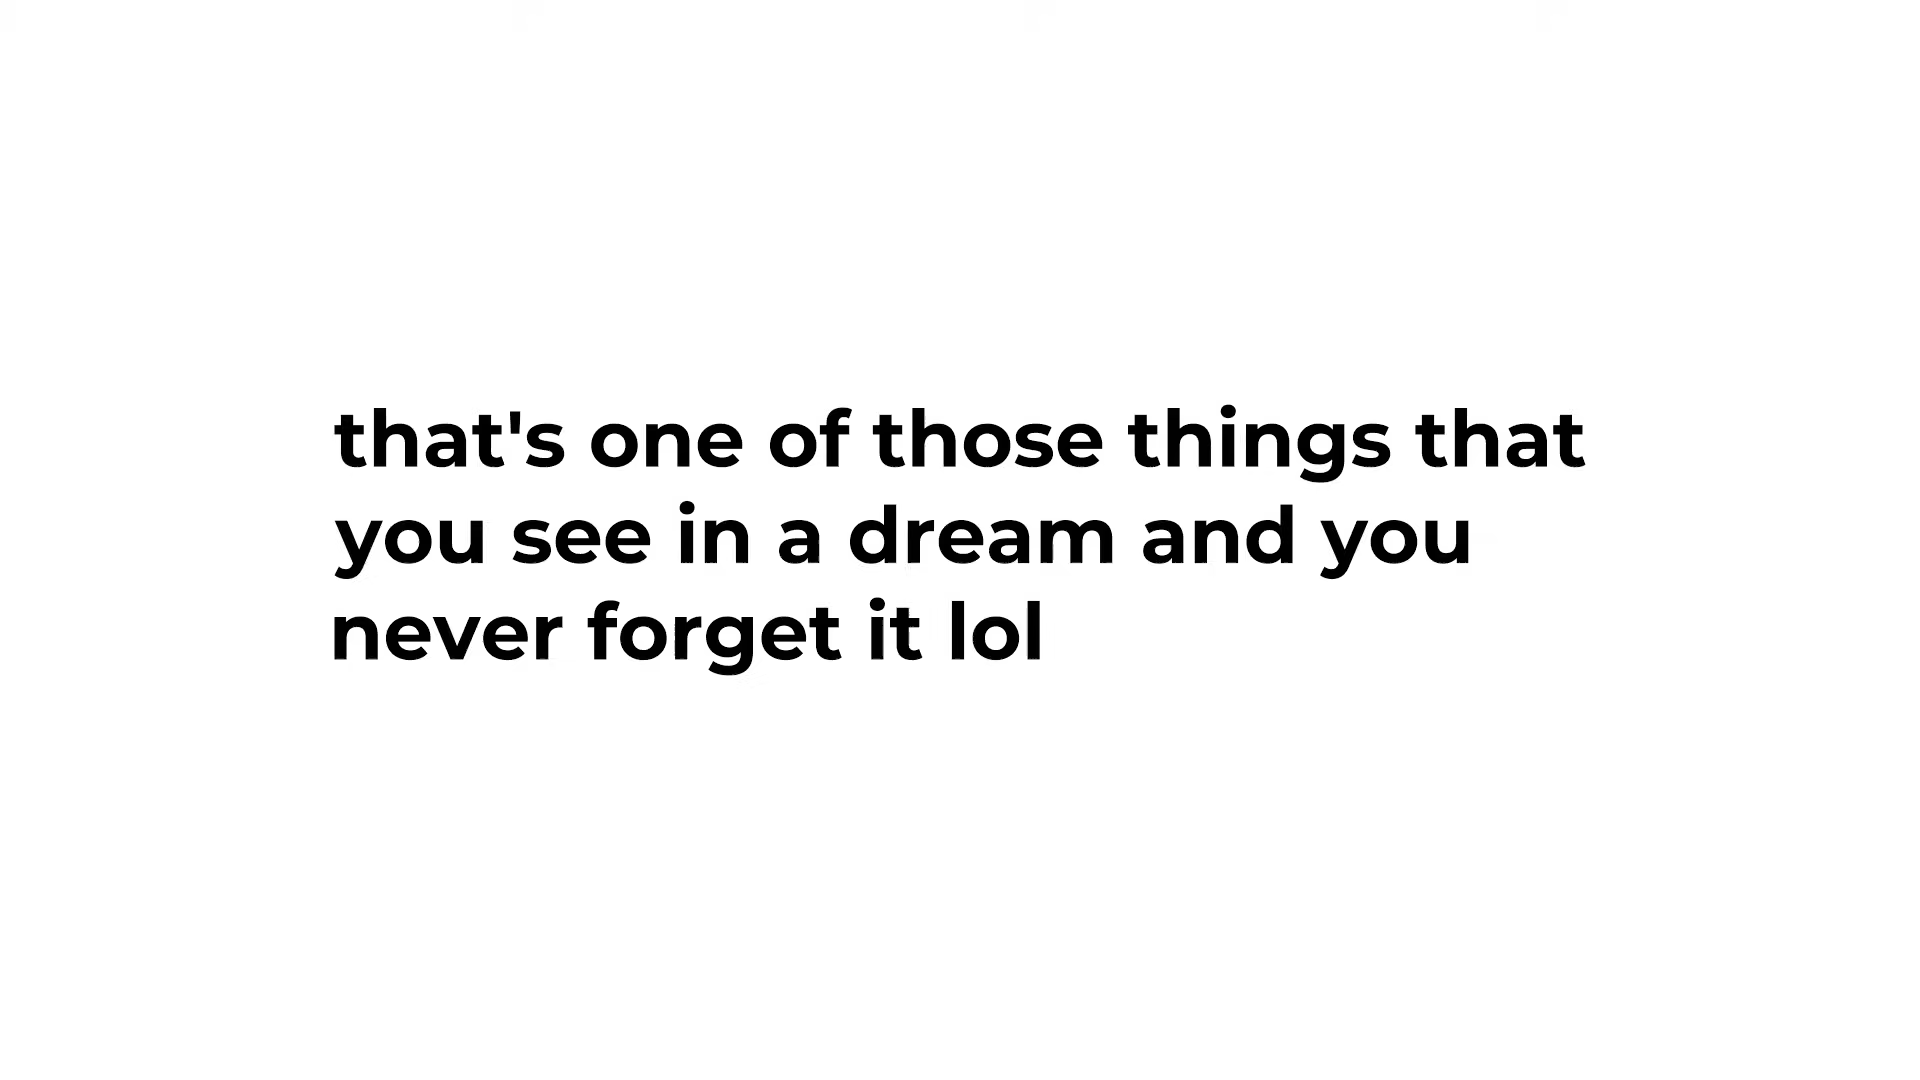 that's one of those things that
you see in a dream and you
never forget it lol